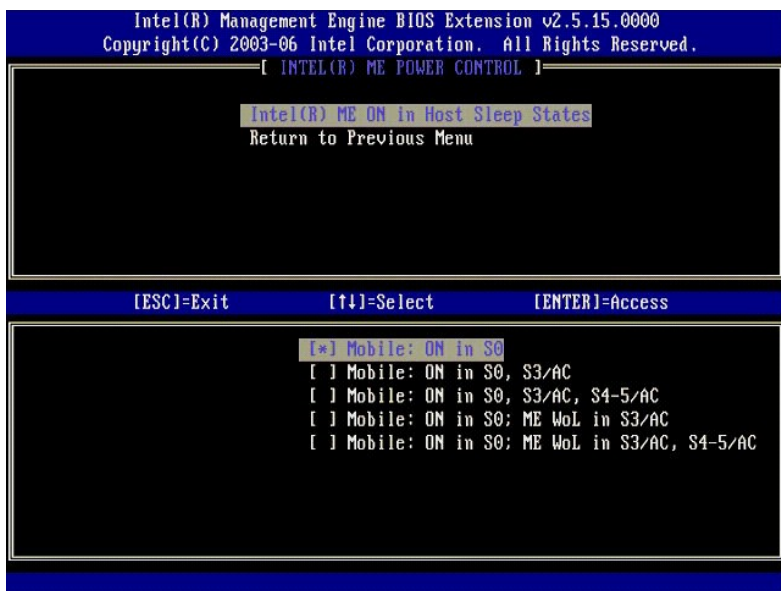 Intel(R) Management Engine BIOS Extension v2.5.15.0000
Copyright(C) 2003-06 Intel Corporation. All Rights Reserved.
[ INTEL(R) ME POWER CONTROL ]
Intel(R) ME ON in Host Sleep States
Return to Previous Menu
[ESC]=Exit [↑↓]=Select [ENTER]=Access
[*] Mobile: ON in S0
[ ] Mobile: ON in S0, S3/AC
[ ] Mobile: ON in S0, S3/AC, S4-5/AC
[ ] Mobile: ON in S0; ME WoL in S3/AC
[ ] Mobile: ON in S0; ME WoL in S3/AC, S4-5/AC